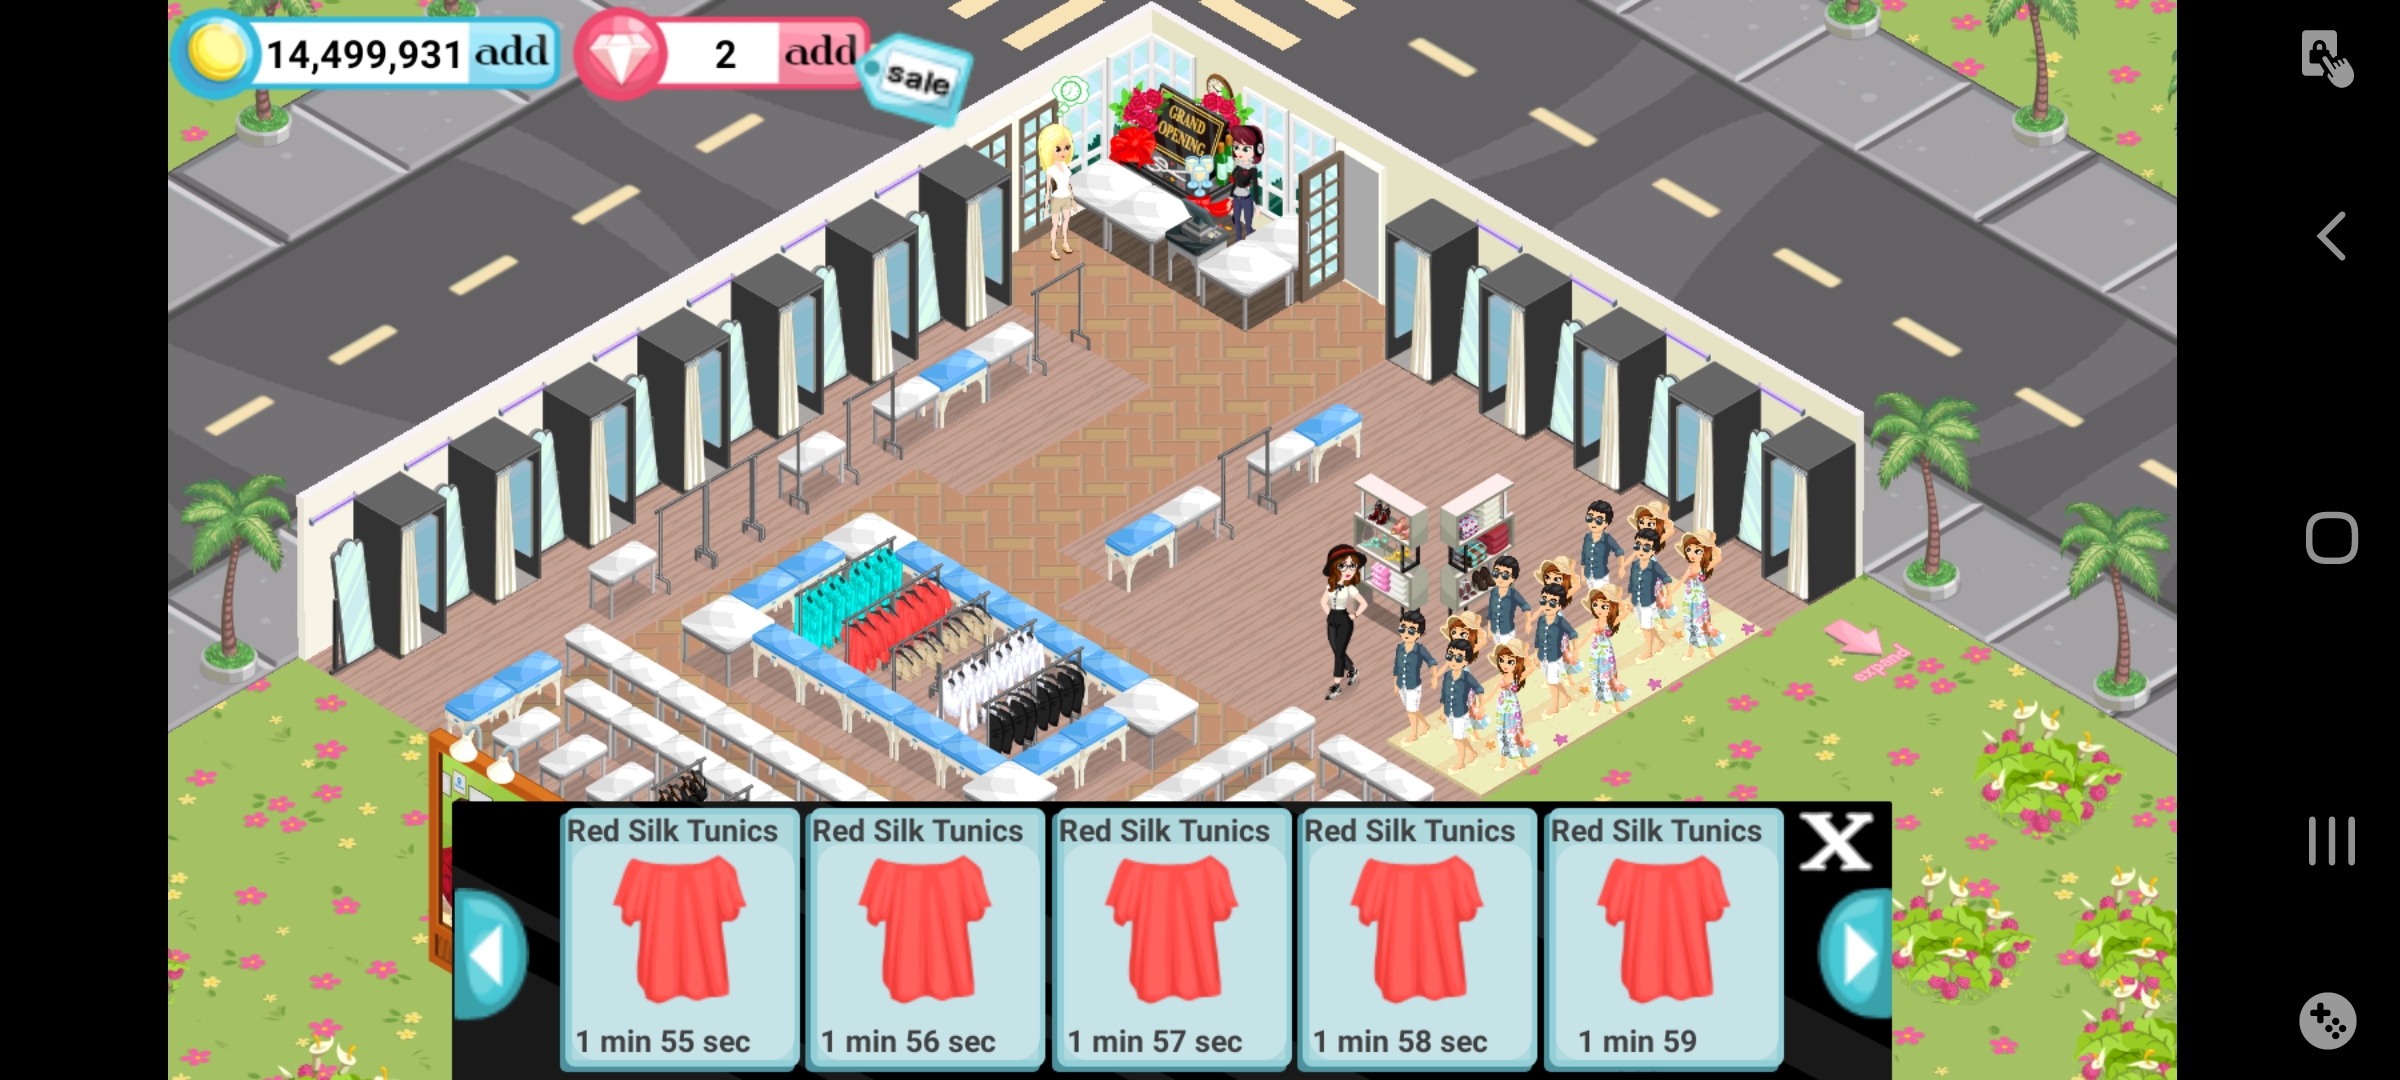 14,499,931 add
2 add
sale
GRAND
OPENING
expand
Red Silk Tunics
1 min 55 sec
Red Silk Tunics
1 min 56 sec
Red Silk Tunics
1 min 57 sec
Red Silk Tunics
1 min 58 sec
Red Silk Tunics
1 min 59
X